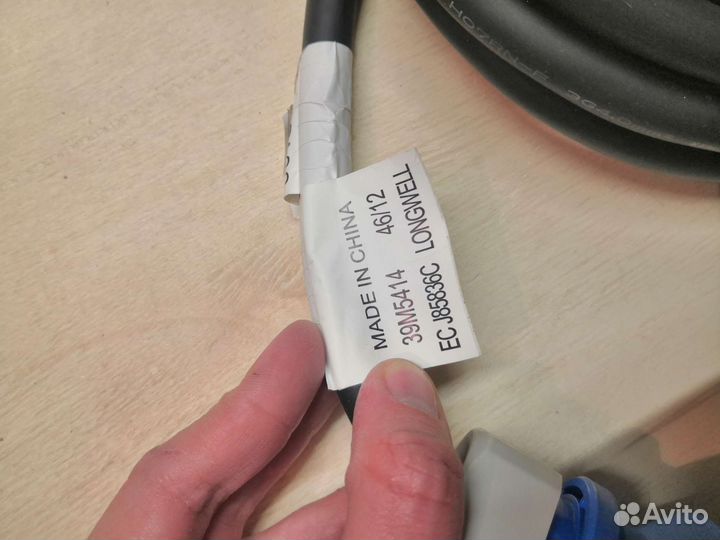 MADE IN CHINA
39M5414 46/12
EC J85836C LONGWELL
Avito